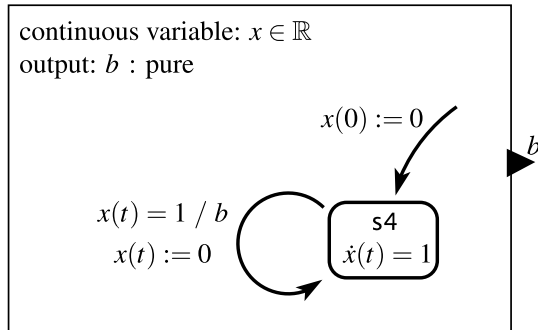 continuous variable: x ∈ ℝ
output: b : pure
x(0) := 0
b
x(t) = 1 / b
x(t) := 0
s4
ẋ(t) = 1